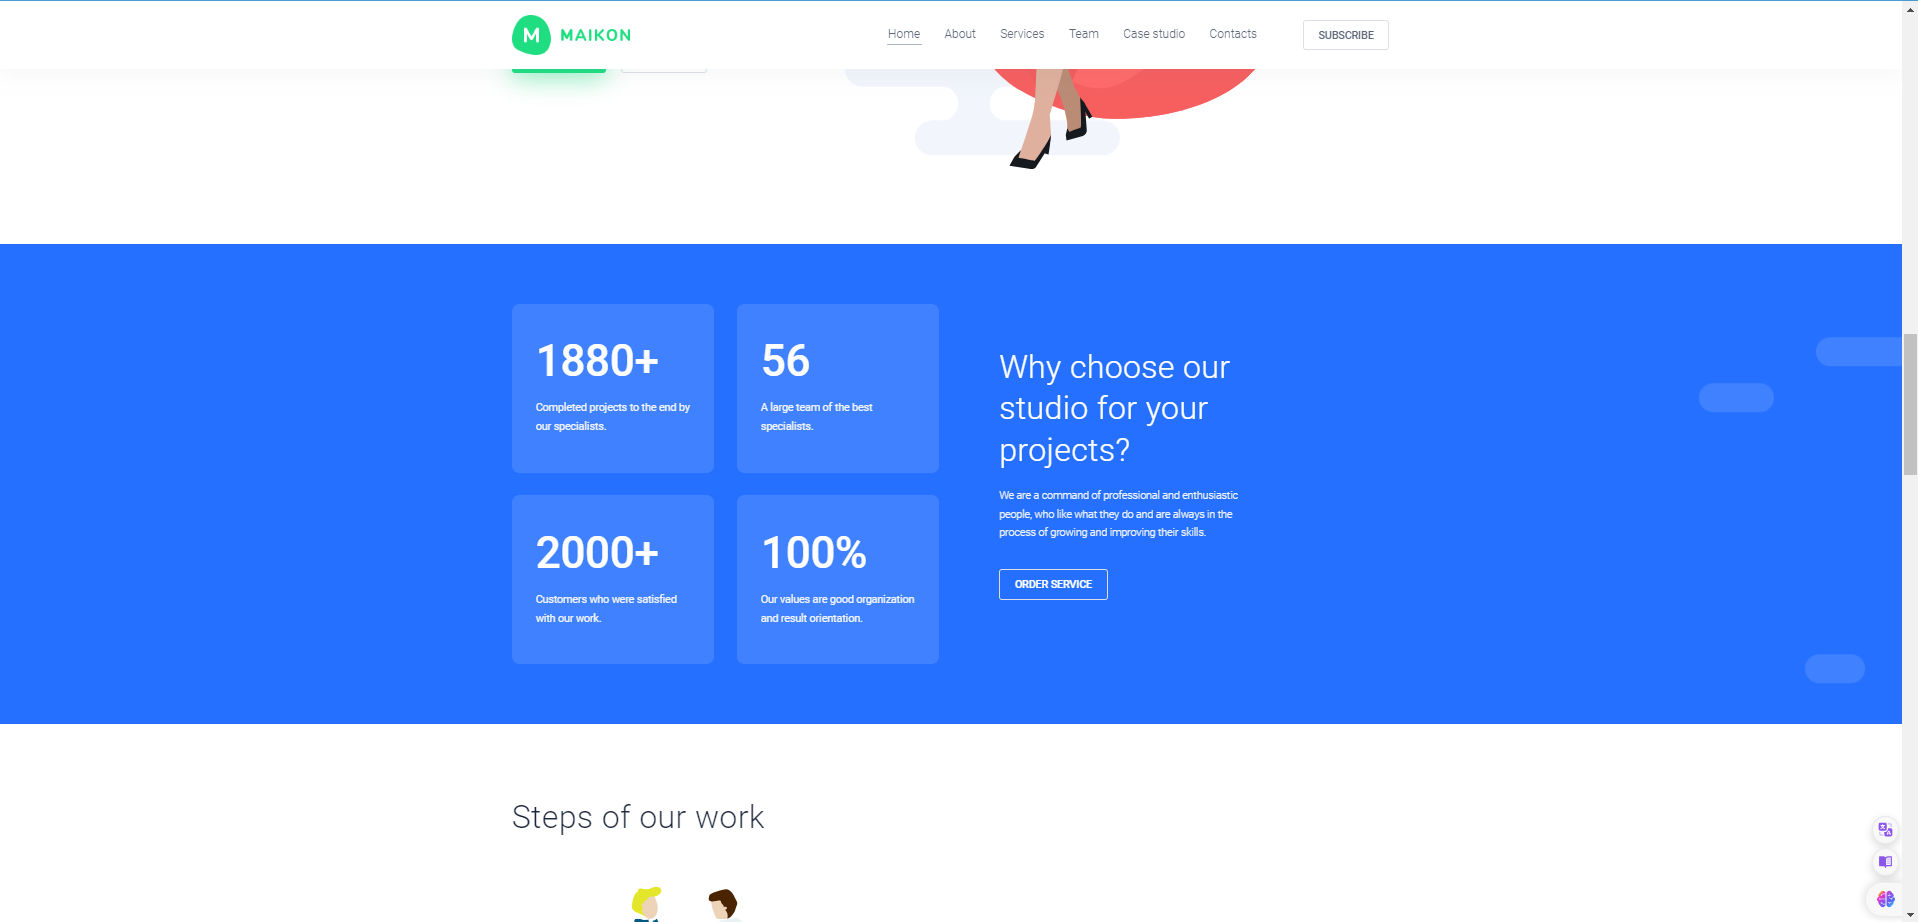 M MAIKON
Home About Services Team Case studio Contacts SUBSCRIBE
1880+
Completed projects to the end by
our specialists.
56
A large team of the best
specialists.
2000+
Customers who were satisfied
with our work.
100%
Our values are good organization
and result orientation.
Why choose our
studio for your
projects?
We are a command of professional and enthusiastic
people, who like what they do and are always in the
process of growing and improving their skills.
ORDER SERVICE
Steps of our work